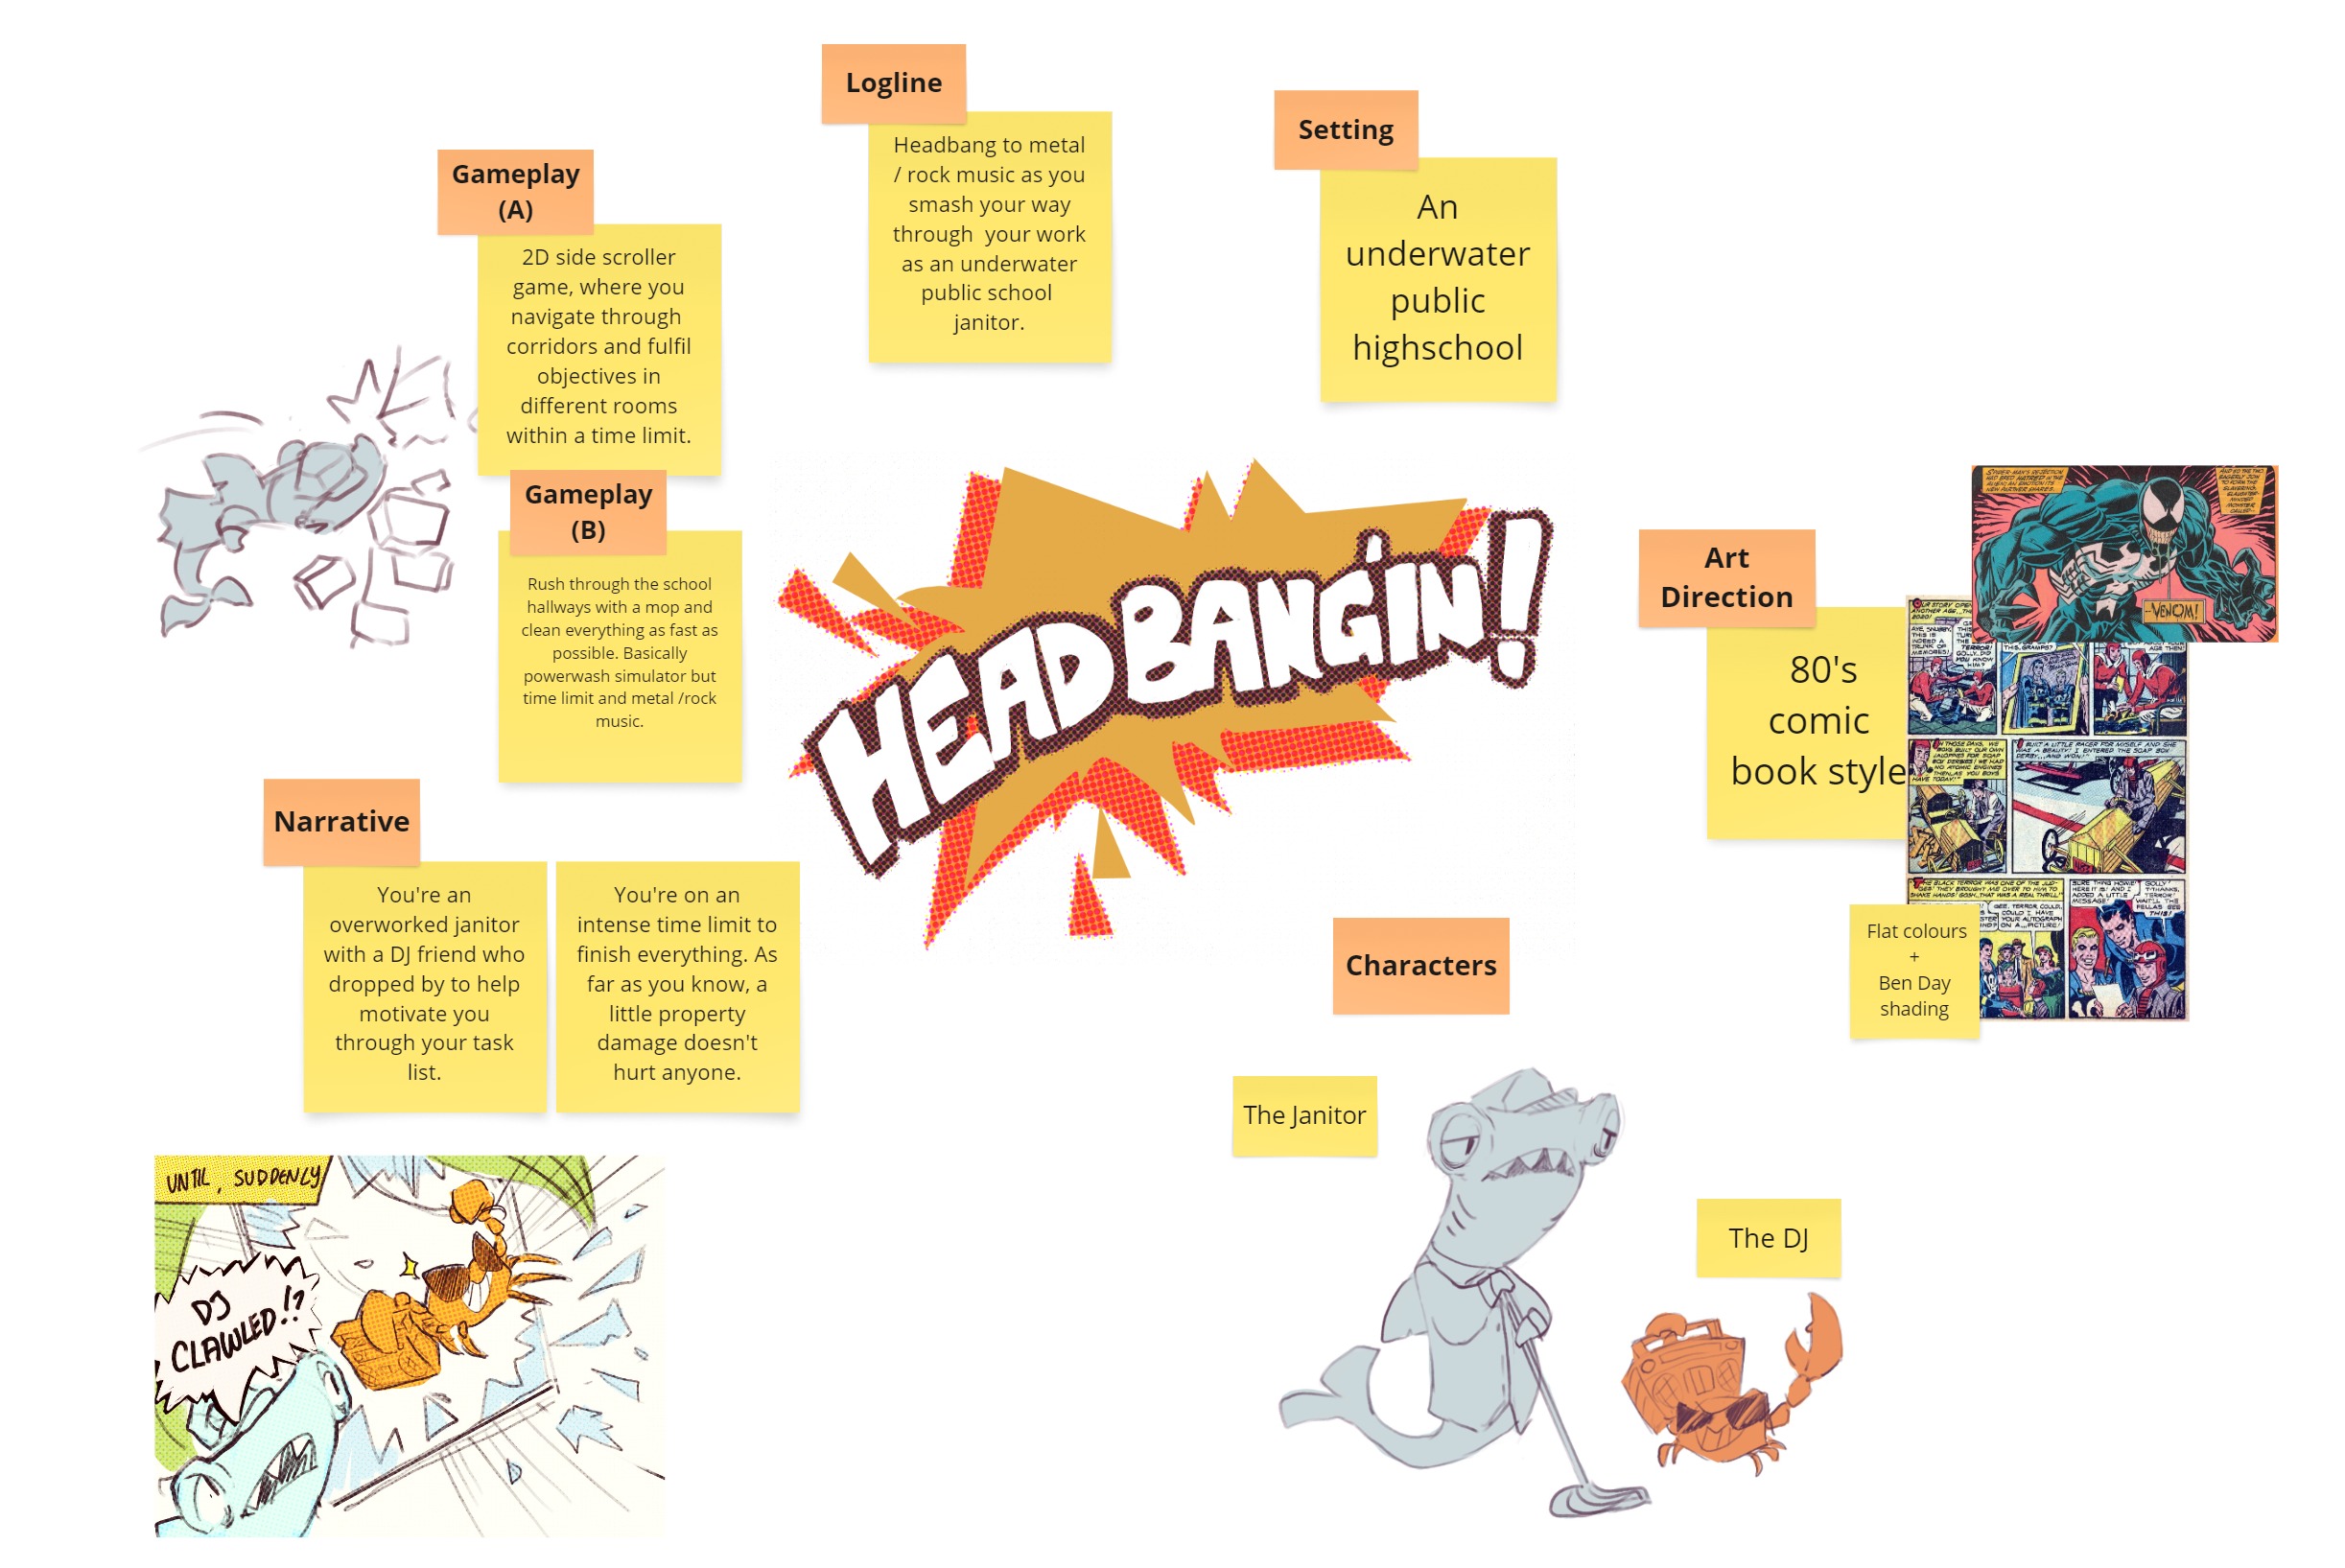 Logline
Headbang to metal
/ rock music as you
smash your way
through  your work
as an underwater
public school
janitor.
Setting
An
underwater
public
highschool
Gameplay
(A)
2D side scroller
game, where you
navigate through
corridors and fulfil
objectives in
different rooms
within a time limit.
Gameplay
(B)
Rush through the school
hallways with a mop and
clean everything as fast as
possible. Basically
powerwash simulator but
time limit and metal /rock
music.
HEADBANGIN!
Art
Direction
80's
comic
book style
--VENOM!
Flat colours
+
Ben Day
shading
Narrative
You're an
overworked janitor
with a DJ friend who
dropped by to help
motivate you
through your task
list.
You're on an
intense time limit to
finish everything. As
far as you know, a
little property
damage doesn't
hurt anyone.
UNTIL, SUDDENLY
DJ
CLAWLED!?
Characters
The Janitor
The DJ